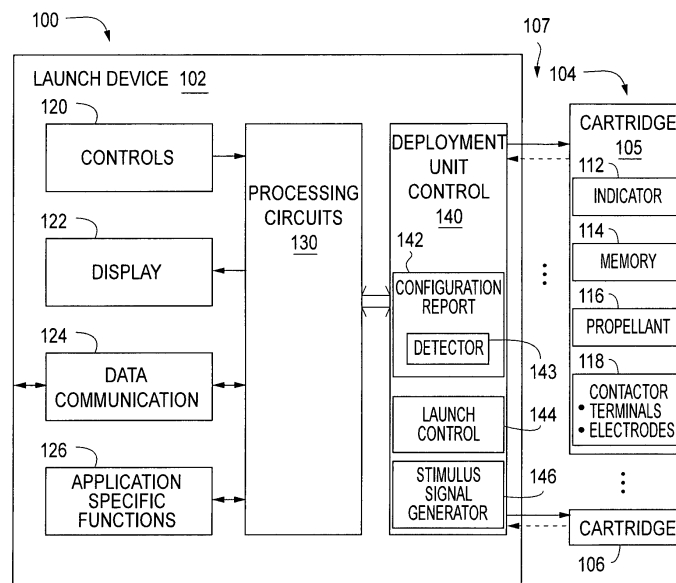 100
107
104
LAUNCH DEVICE 102
120
CONTROLS
122
DISPLAY
124
DATA
COMMUNICATION
126
APPLICATION
SPECIFIC
FUNCTIONS
PROCESSING
CIRCUITS
130
DEPLOYMENT
UNIT
CONTROL
140
142
CONFIGURATION
REPORT
DETECTOR
143
LAUNCH
CONTROL
144
STIMULUS
SIGNAL
GENERATOR
146
CARTRIDGE
105
112
INDICATOR
114
MEMORY
116
PROPELLANT
118
CONTACTOR
• TERMINALS
• ELECTRODES
CARTRIDGE
106